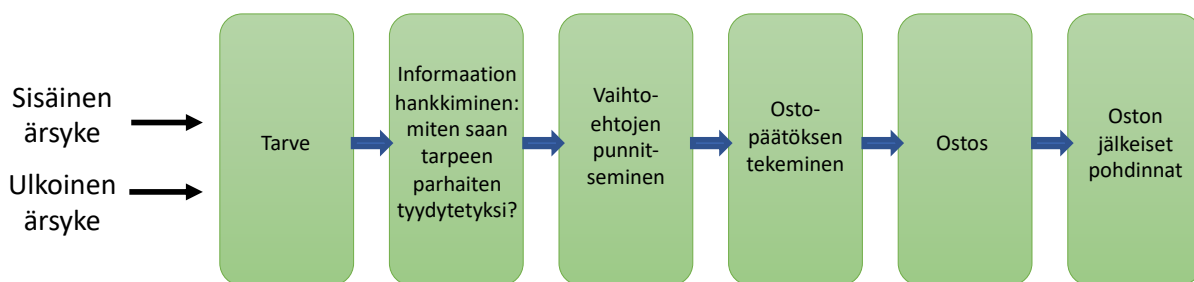 Sisäinen
ärsyke
Ulkoinen
ärsyke
Tarve
Informaation
hankkiminen:
miten saan
tarpeen
parhaiten
tyydytetyksi?
Vaihto-
ehtojen
punnit-
seminen
Osto-
päätöksen
tekeminen
Ostos
Oston
jälkeiset
pohdinnat